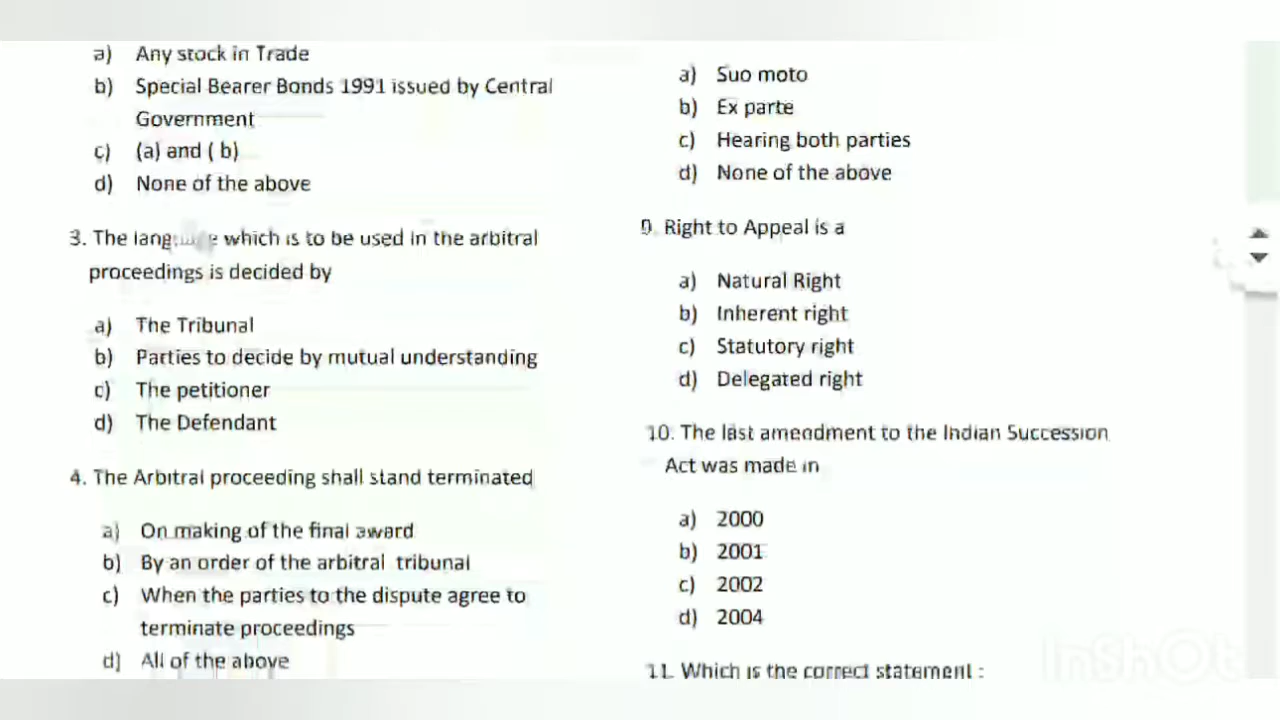 a) Any stock in Trade
b) Special Bearer Bonds 1991 issued by Central
Government
c) (a) and ( b)
d) None of the above
3. The language which is to be used in the arbitral
proceedings is decided by
a) The Tribunal
b) Parties to decide by mutual understanding
c) The petitioner
d) The Defendant
4. The Arbitral proceeding shall stand terminated
a) On making of the final award
b) By an order of the arbitral tribunal
c) When the parties to the dispute agree to
terminate proceedings
d) All of the above
a) Suo moto
b) Ex parte
c) Hearing both parties
d) None of the above
9. Right to Appeal is a
a) Natural Right
b) Inherent right
c) Statutory right
d) Delegated right
10. The last amendment to the Indian Succession
Act was made in
a) 2000
b) 2001
c) 2002
d) 2004
11. Which is the correct statement :
InShOt